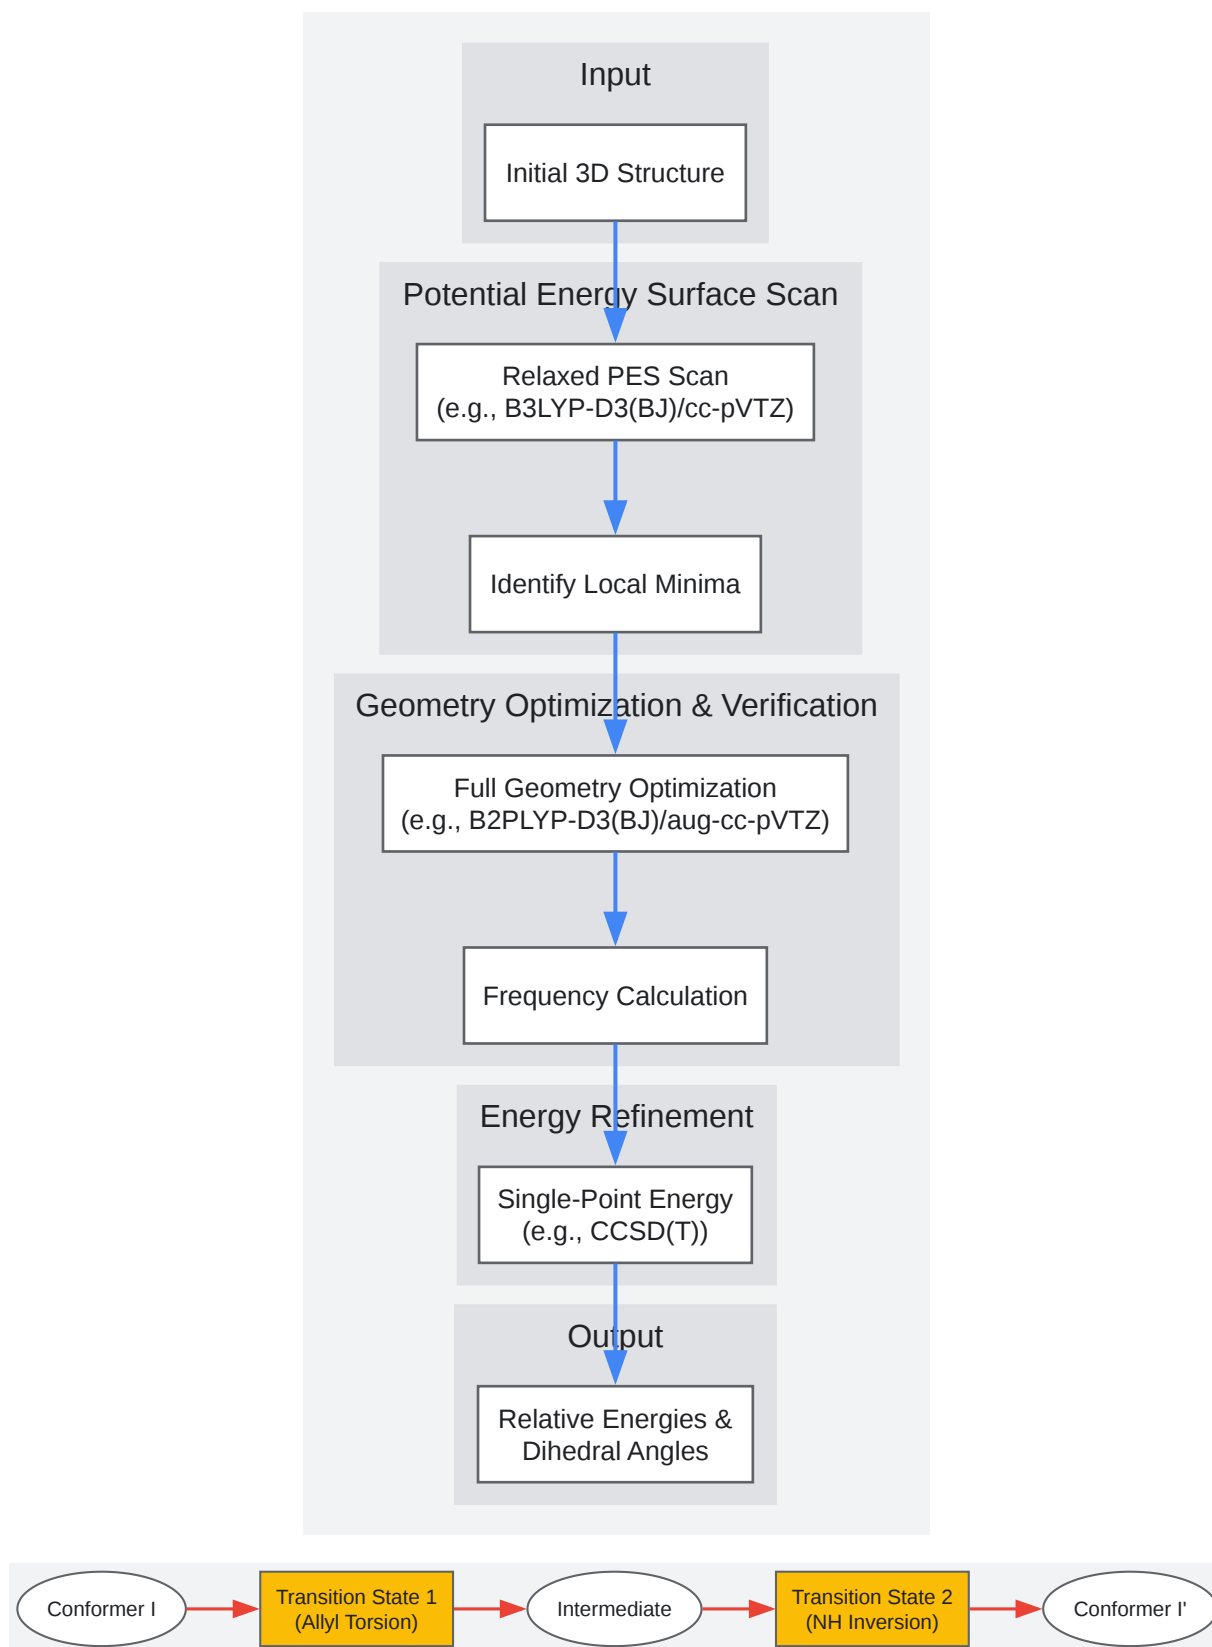 Input
Initial 3D Structure
Potential Energy Surface Scan
Relaxed PES Scan
(e.g., B3LYP-D3(BJ)/cc-pVTZ)
Identify Local Minima
Geometry Optimization & Verification
Full Geometry Optimization
(e.g., B2PLYP-D3(BJ)/aug-cc-pVTZ)
Frequency Calculation
Energy Refinement
Single-Point Energy
(e.g., CCSD(T))
Output
Relative Energies &
Dihedral Angles
Conformer I
Transition State 1
(Allyl Torsion)
Intermediate
Transition State 2
(NH Inversion)
Conformer I'